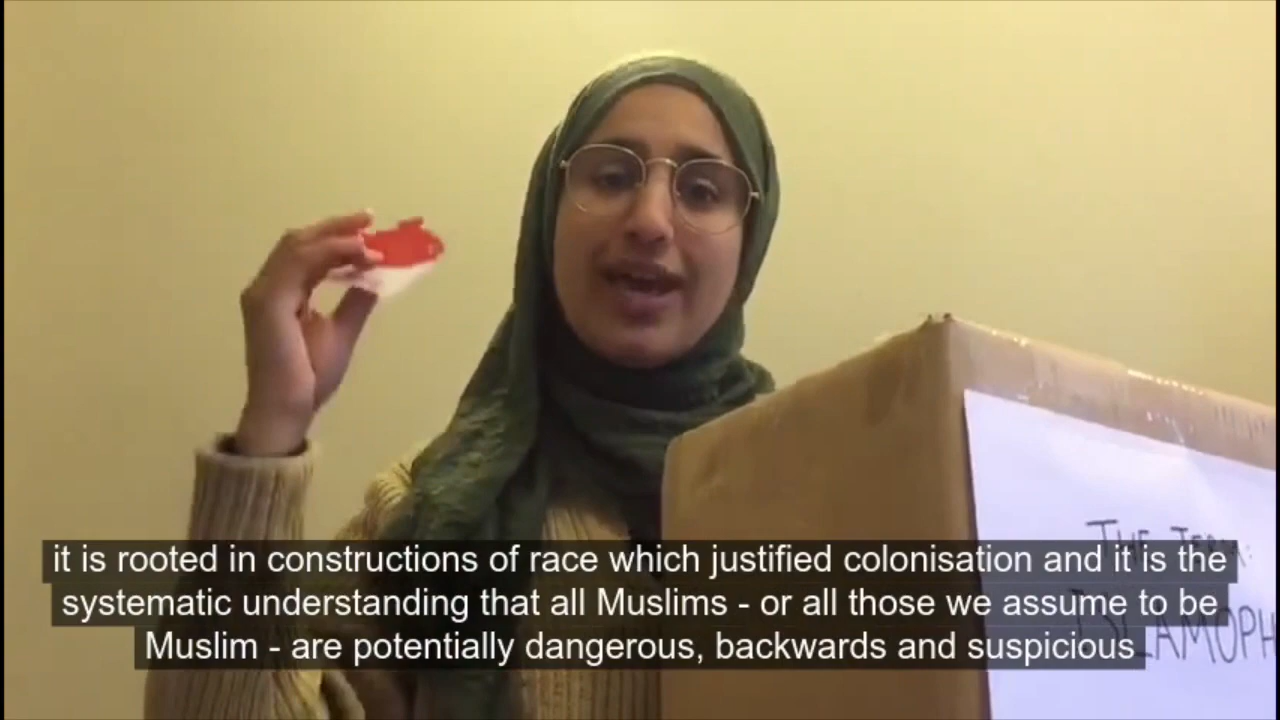 it is rooted in constructions of race which justified colonisation and it is the
systematic understanding that all Muslims - or all those we assume to be
Muslim - are potentially dangerous, backwards and suspicious
THE TERM:
ISLAMOPH